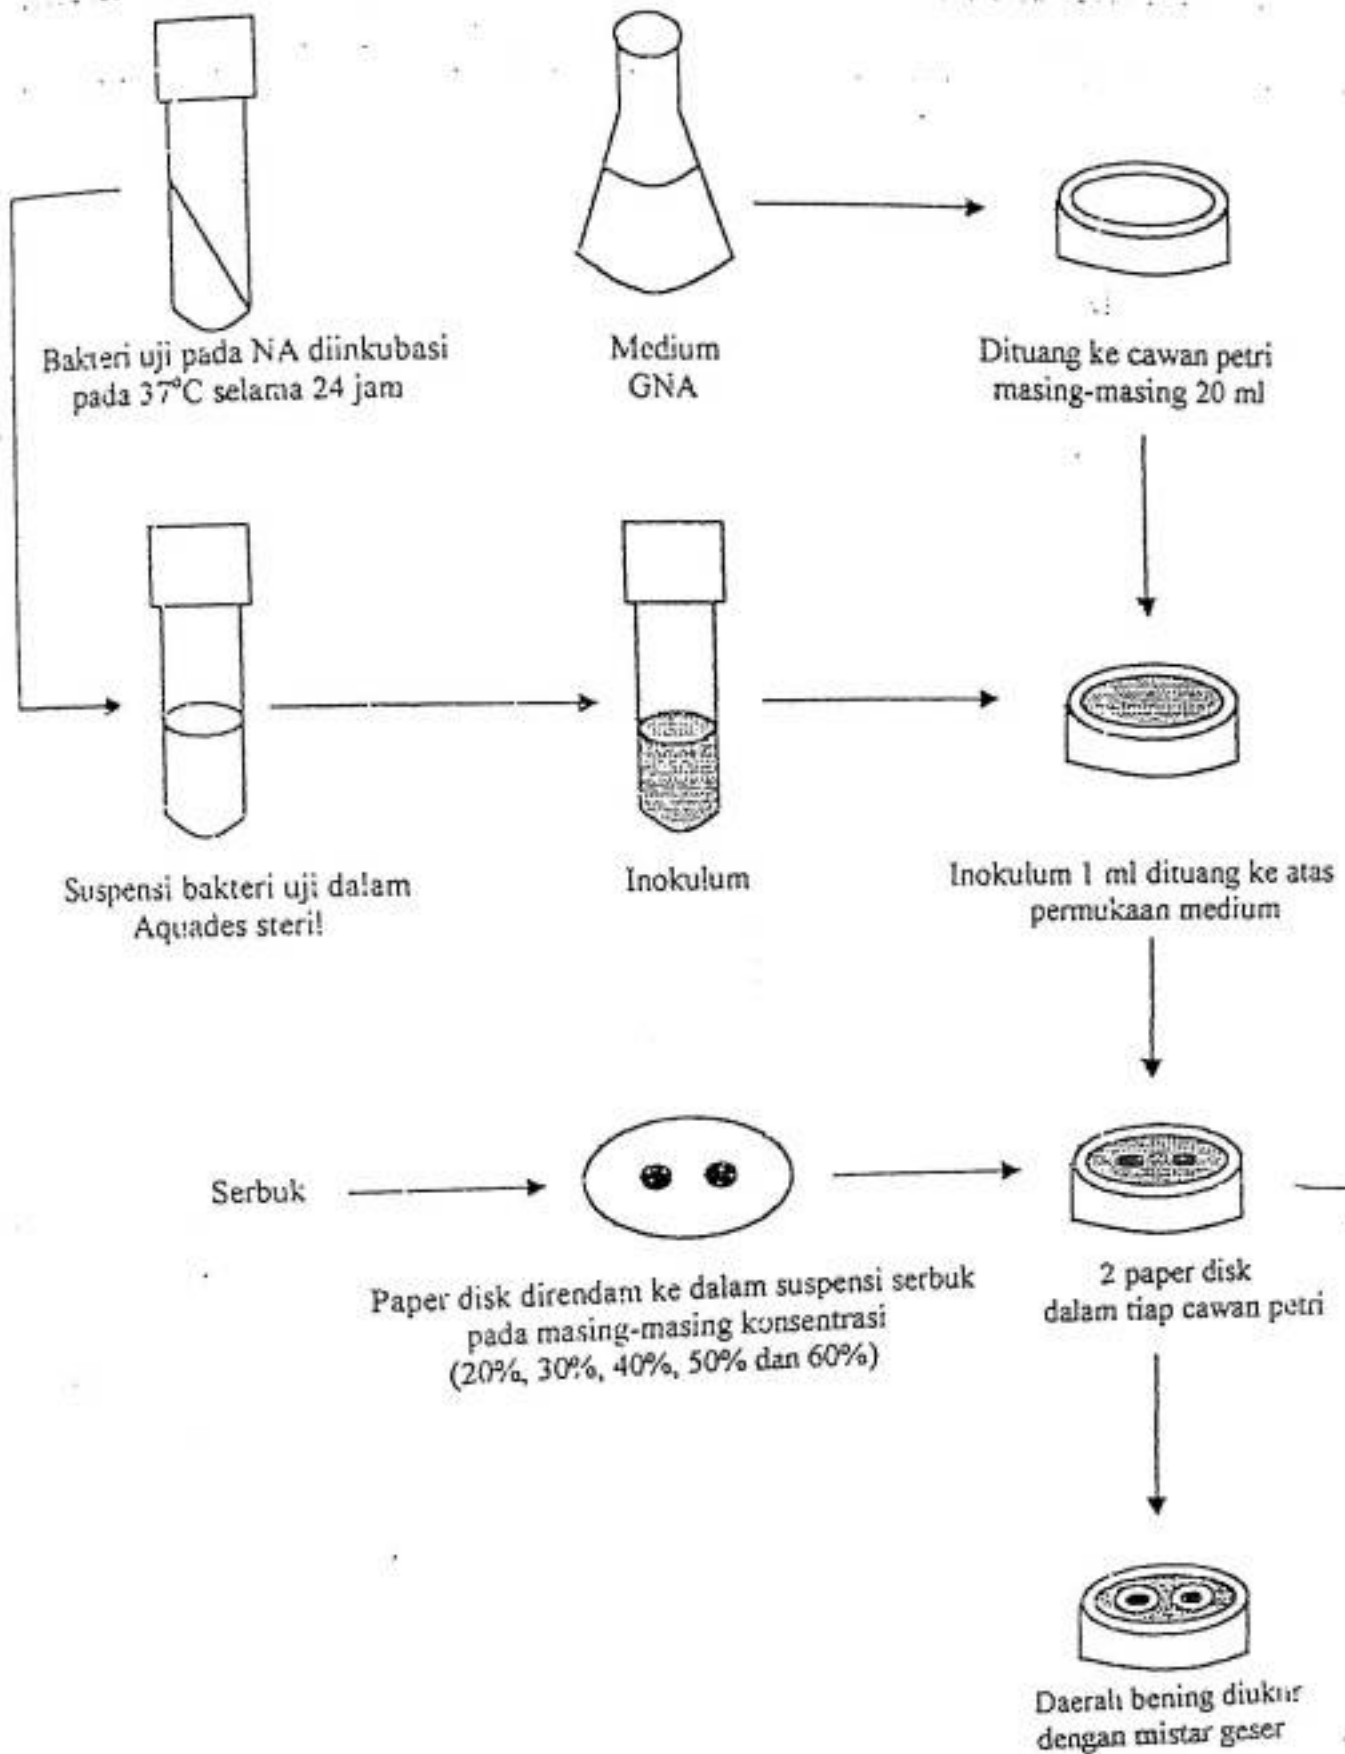 Bakteri uji pada NA diinkubasi
pada 37°C selama 24 jam
Medium
GNA
Dituang ke cawan petri
masing-masing 20 ml
Suspensi bakteri uji dalam
Aquades steril
Inokulum
Inokulum 1 ml dituang ke atas
permukaan medium
Serbuk
Paper disk direndam ke dalam suspensi serbuk
pada masing-masing konsentrasi
(20%, 30%, 40%, 50% dan 60%)
2 paper disk
dalam tiap cawan petri
Daerah bening diukur
dengan mistar geser